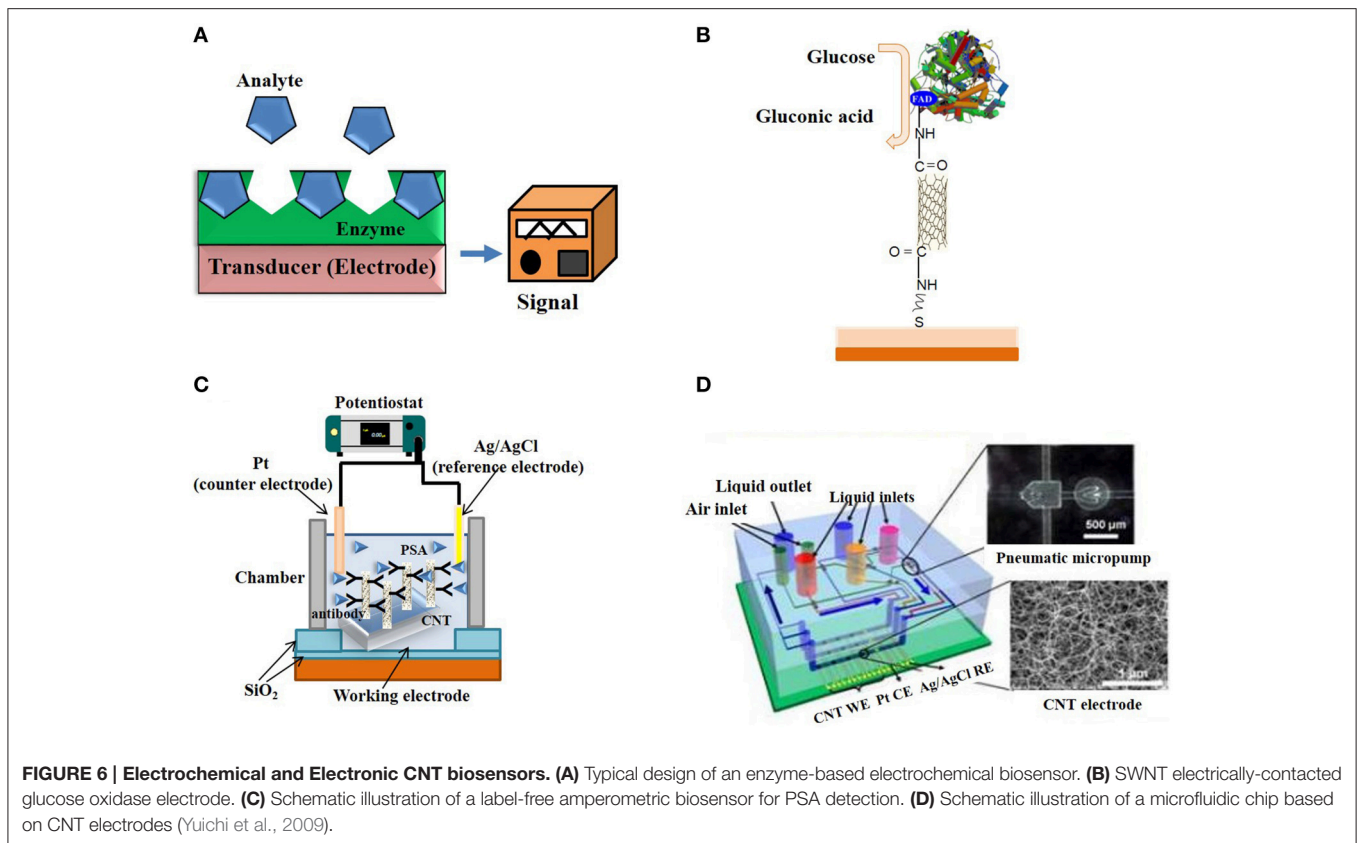 A
Analyte
Enzyme
Transducer (Electrode)
Signal
B
Glucose
Gluconic acid
FAD
NH
C=O
O=C
NH
S
C
Potentiostat
Pt
(counter electrode)
Ag/AgCl
(reference electrode)
Chamber
PSA
antibody
CNT
SiO2
Working electrode
D
Liquid outlet
Air inlet
Liquid inlets
500 µm
Pneumatic micropump
1 µm
CNT electrode
CNT WE Pt CE Ag/AgCl RE
FIGURE 6 | Electrochemical and Electronic CNT biosensors. (A) Typical design of an enzyme-based electrochemical biosensor. (B) SWNT electrically-contacted
glucose oxidase electrode. (C) Schematic illustration of a label-free amperometric biosensor for PSA detection. (D) Schematic illustration of a microfluidic chip based
on CNT electrodes (Yuichi et al., 2009).